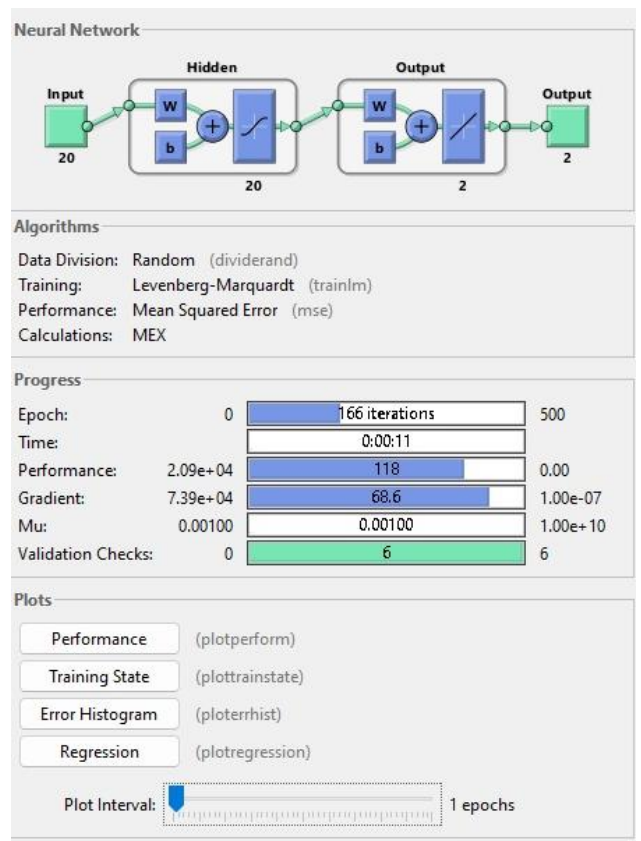 Neural Network
Hidden Output
Input W b + W b + Output
20 20 2 2
Algorithms
Data Division: Random (dividerand)
Training: Levenberg-Marquardt (trainlm)
Performance: Mean Squared Error (mse)
Calculations: MEX
Progress
Epoch: 0 166 iterations 500
Time: 0:00:11
Performance: 2.09e+04 118 0.00
Gradient: 7.39e+04 68.6 1.00e-07
Mu: 0.00100 0.00100 1.00e+10
Validation Checks: 0 6 6
Plots
Performance (plotperform)
Training State (plottrainstate)
Error Histogram (ploterrhist)
Regression (plotregression)
Plot Interval: 1 epochs